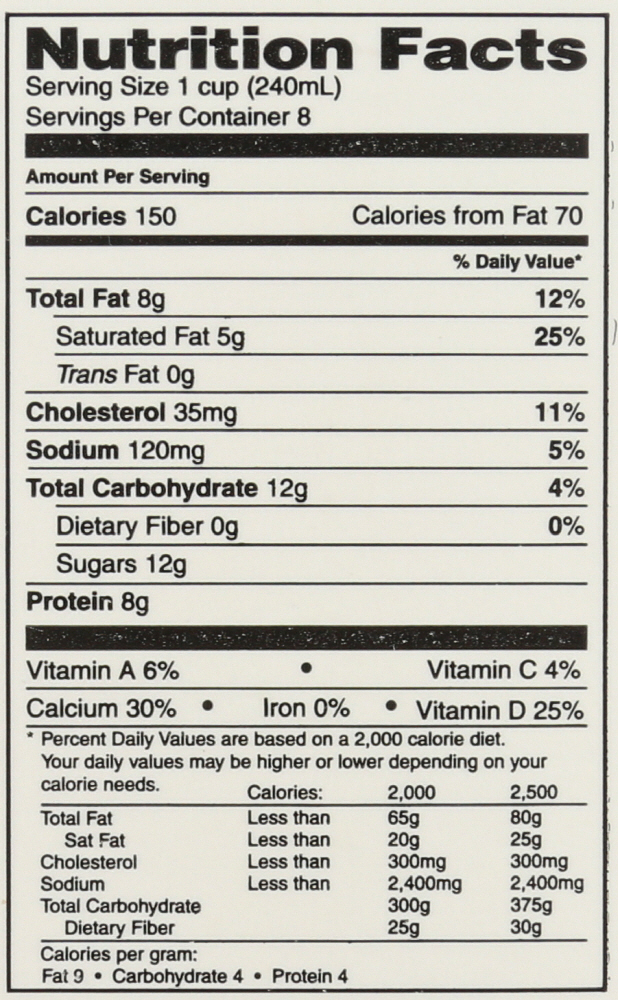 Nutrition Facts
Serving Size 1 cup (240mL)
Servings Per Container 8
Amount Per Serving
Calories 150 Calories from Fat 70
% Daily Value*
Total Fat 8g 12%
Saturated Fat 5g 25%
Trans Fat 0g
Cholesterol 35mg 11%
Sodium 120mg 5%
Total Carbohydrate 12g 4%
Dietary Fiber 0g 0%
Sugars 12g
Protein 8g
Vitamin A 6% • Vitamin C 4%
Calcium 30% • Iron 0% • Vitamin D 25%
* Percent Daily Values are based on a 2,000 calorie diet.
Your daily values may be higher or lower depending on your
calorie needs.
Calories: 2,000 2,500
Total Fat Less than 65g 80g
Sat Fat Less than 20g 25g
Cholesterol Less than 300mg 300mg
Sodium Less than 2,400mg 2,400mg
Total Carbohydrate 300g 375g
Dietary Fiber 25g 30g
Calories per gram:
Fat 9 • Carbohydrate 4 • Protein 4